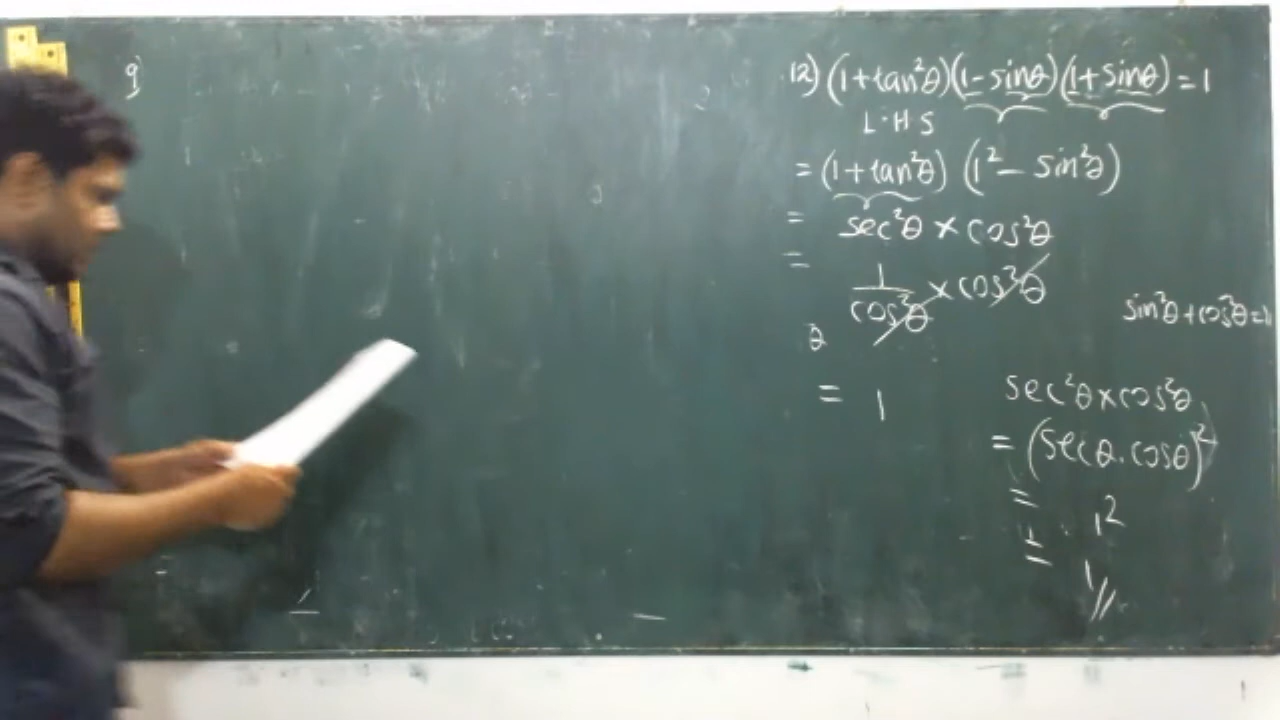 9
12) (1+tan²θ)(1-sinθ)(1+sinθ)=1
L.H.S
= (1+tan²θ) (1² - sin²θ)
= sec²θ × cos²θ
= 1/cos²θ × cos²θ
sin²θ+cos²θ=1
2
= 1
sec²θ×cos²θ
= (secθ.cosθ)²
= 1²
= 1//